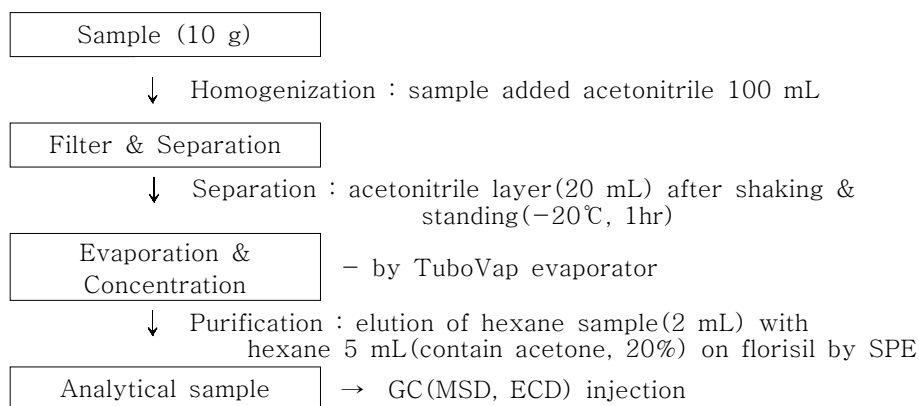 Sample (10 g)
↓ Homogenization : sample added acetonitrile 100 mL
Filter & Separation
↓ Separation : acetonitrile layer(20 mL) after shaking &
standing(−20℃, 1hr)
Evaporation &
Concentration
− by TuboVap evaporator
↓ Purification : elution of hexane sample(2 mL) with
hexane 5 mL(contain acetone, 20%) on florisil by SPE
Analytical sample → GC(MSD, ECD) injection